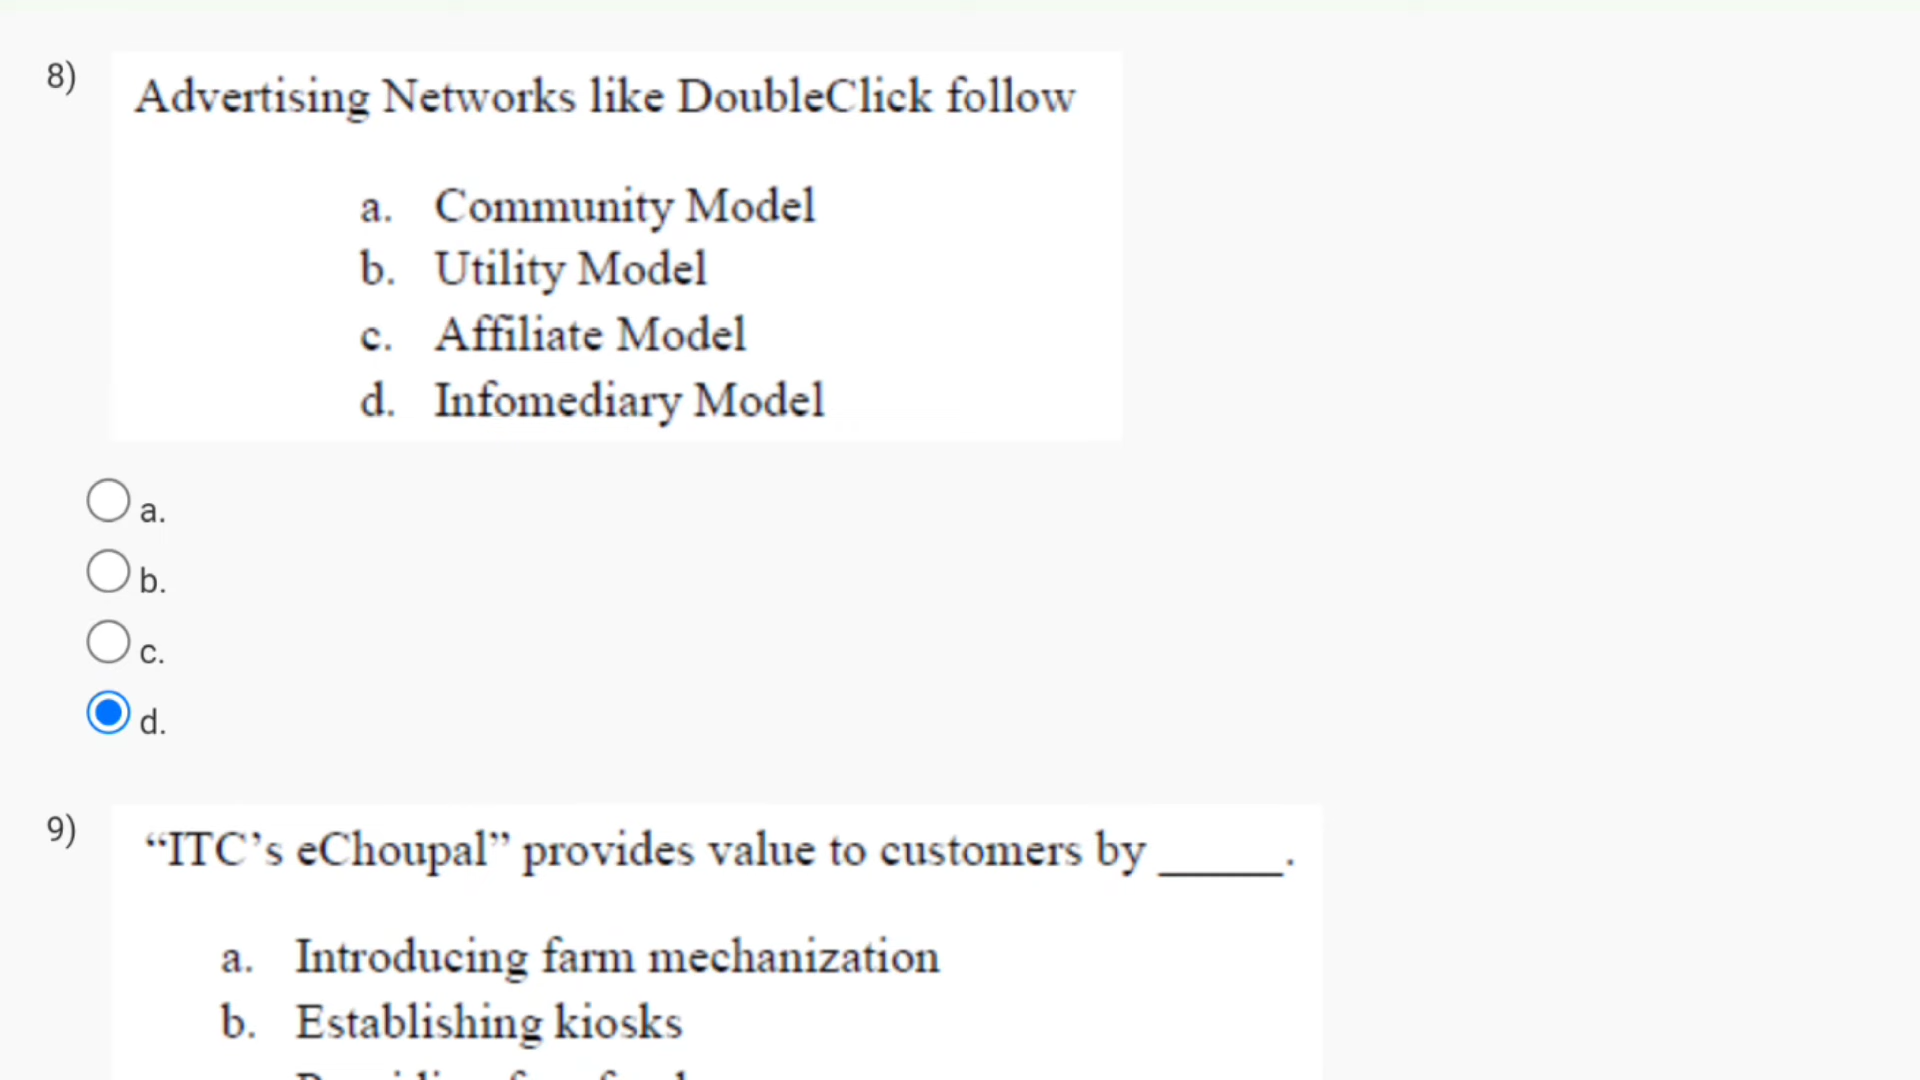 8)
Advertising Networks like DoubleClick follow
a. Community Model
b. Utility Model
c. Affiliate Model
d. Infomediary Model
a.
b.
c.
d.
9)
“ITC’s eChoupal” provides value to customers by _____.
a. Introducing farm mechanization
b. Establishing kiosks